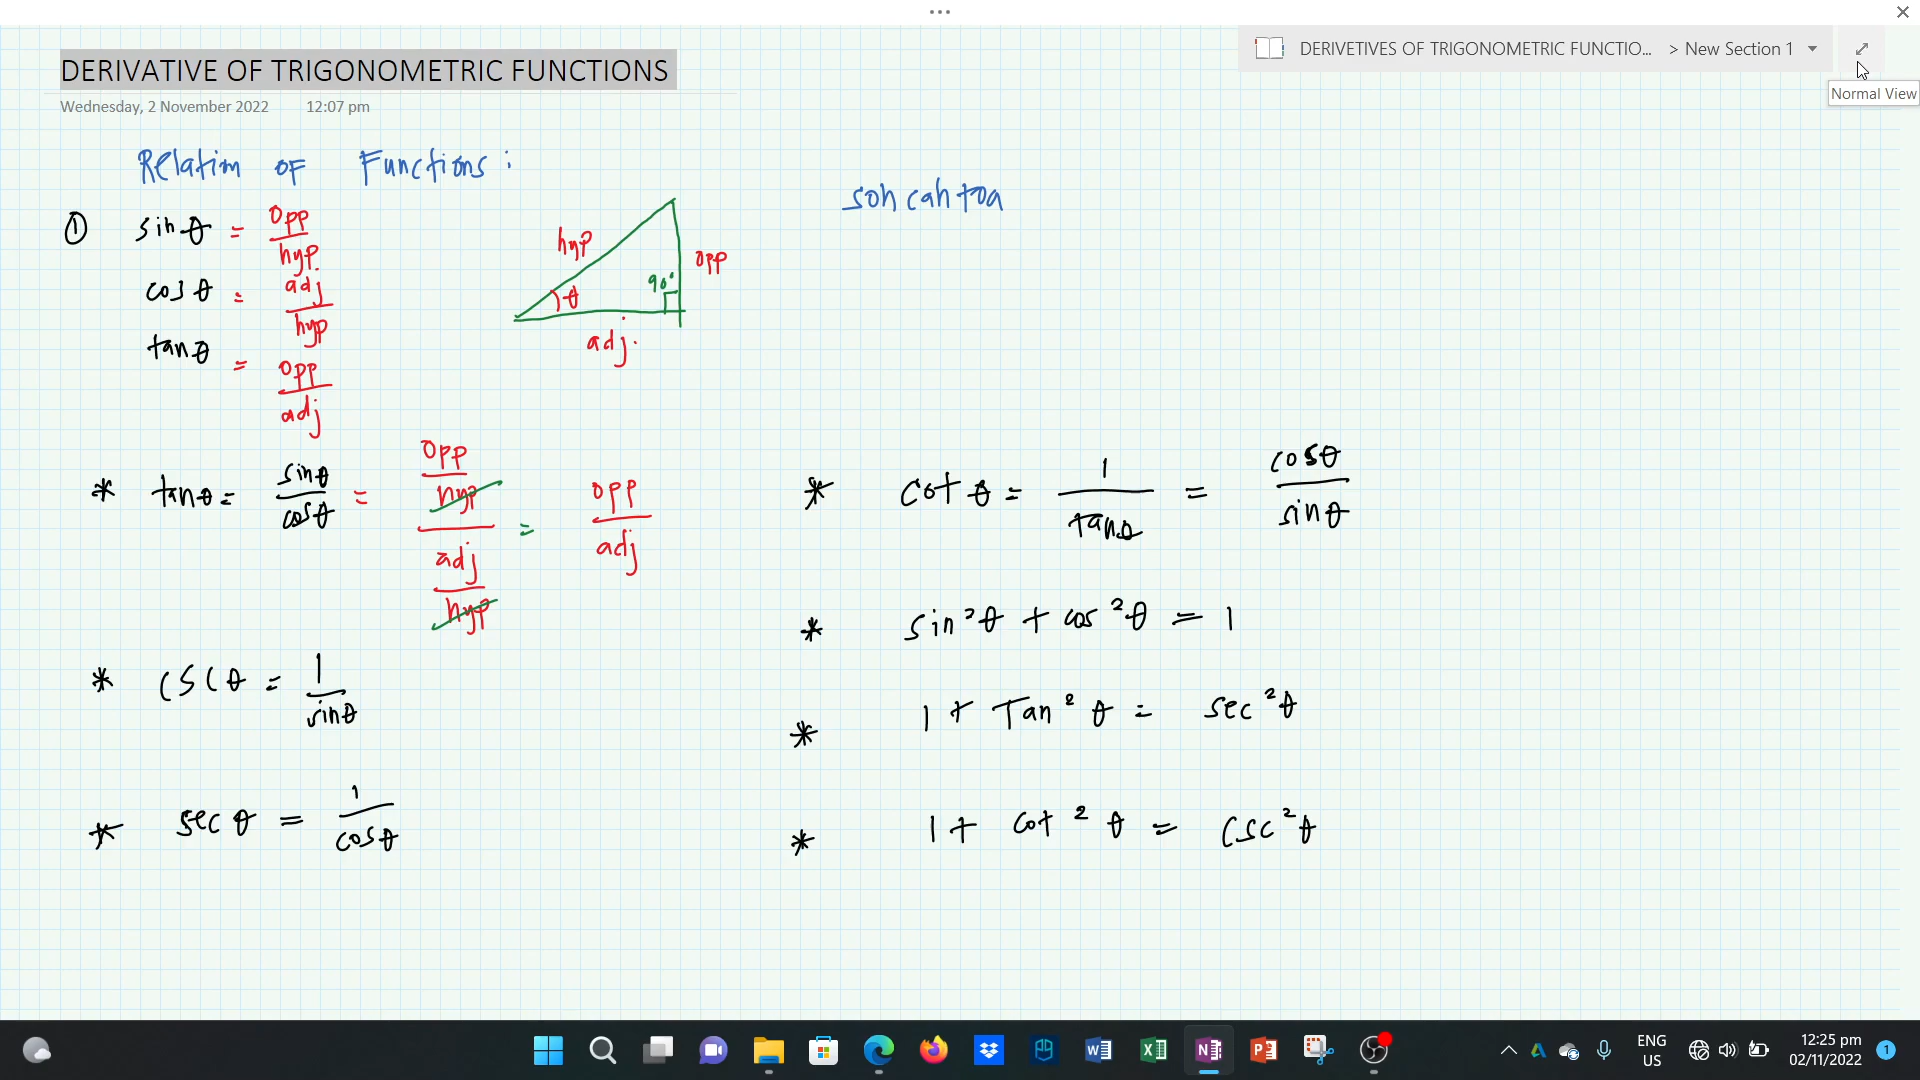 DERIVETIVES OF TRIGONOMETRIC FUNCTIO... > New Section 1
Normal View
DERIVATIVE OF TRIGONOMETRIC FUNCTIONS
Wednesday, 2 November 2022 12:07 pm
Relation of Functions:
soh cah toa
① sin θ = opp/hyp.
cos θ = adj/hyp
tan θ = opp/adj
hyp
opp
90°
θ
adj.
* tan θ = sin θ/cos θ = (opp/hyp)/(adj/hyp) = opp/adj
* csc θ = 1/sin θ
* sec θ = 1/cos θ
* cot θ = 1/tan θ = cos θ/sin θ
* sin²θ + cos²θ = 1
* 1 + Tan²θ = sec²θ
* 1 + cot²θ = csc²θ
ENG
US
12:25 pm
02/11/2022
1